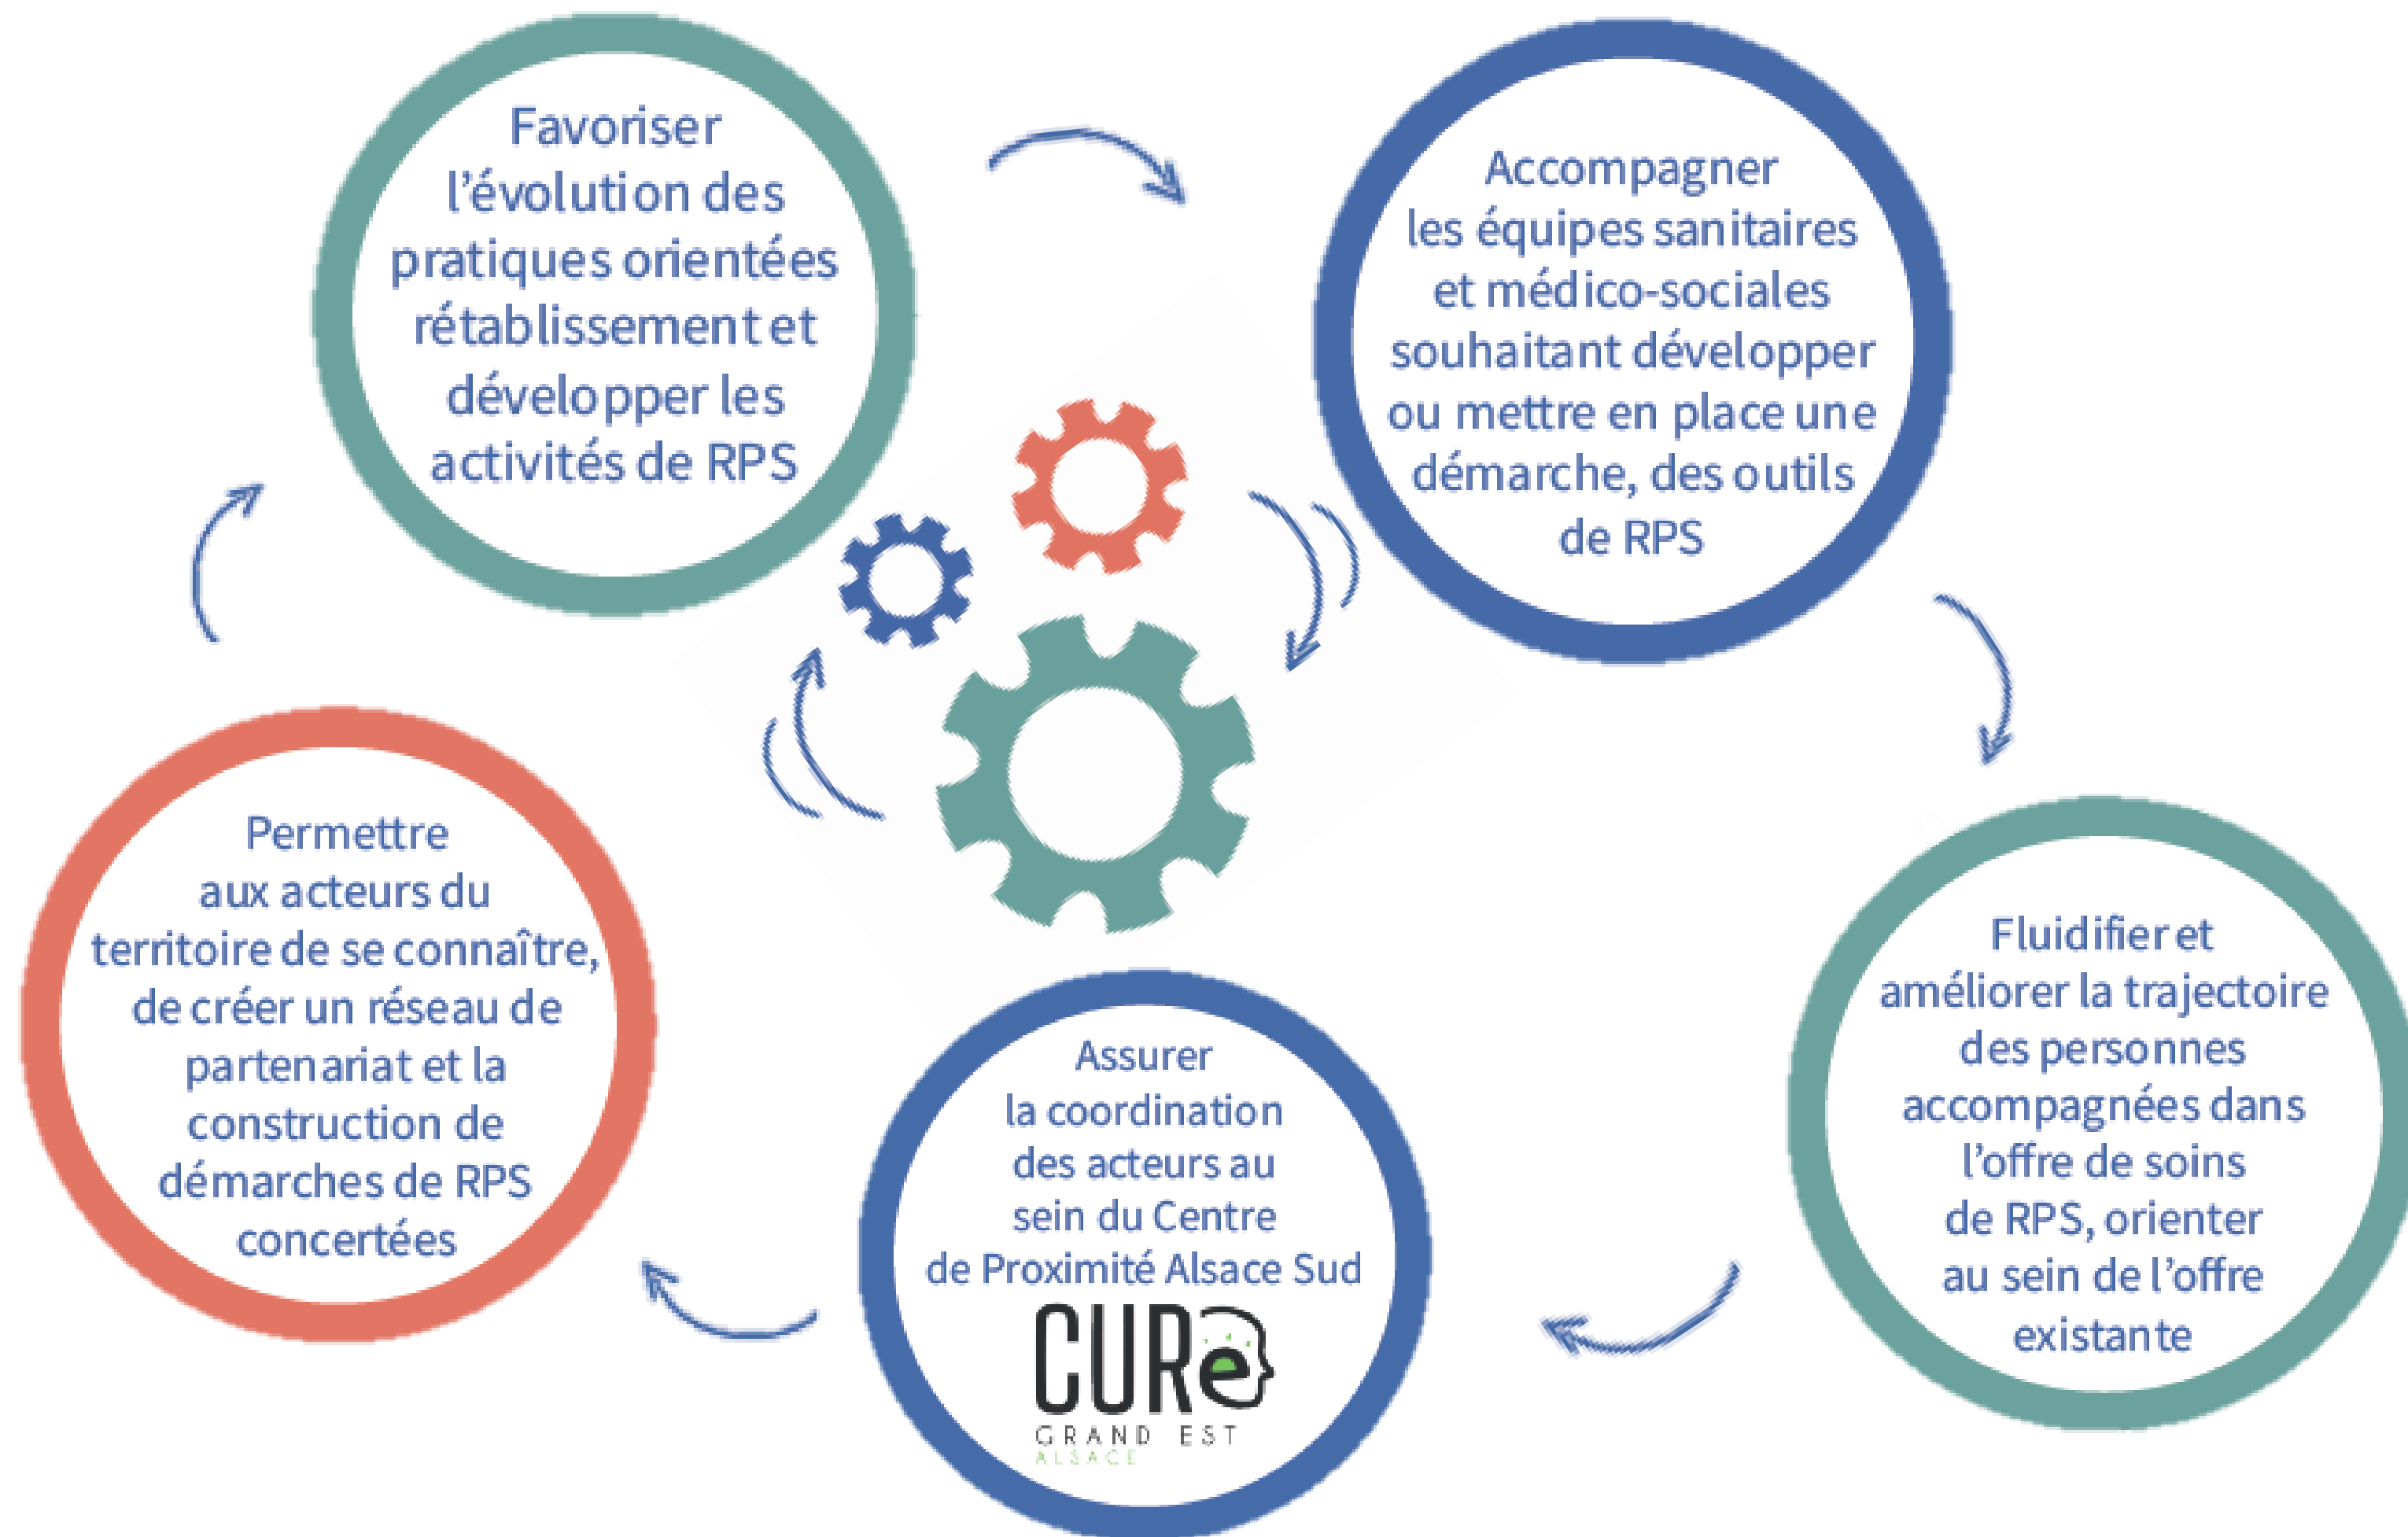 Favoriser
l’évolution des
pratiques orientées
rétablissement et
développer les
activités de RPS
Accompagner
les équipes sanitaires
et médico-sociales
souhaitant développer
ou mettre en place une
démarche, des outils
de RPS
Fluidifier et
améliorer la trajectoire
des personnes
accompagnées dans
l’offre de soins
de RPS, orienter
au sein de l’offre
existante
Assurer
la coordination
des acteurs au
sein du Centre
de Proximité Alsace Sud
CURe
GRAND EST
ALSACE
Permettre
aux acteurs du
territoire de se connaître,
de créer un réseau de
partenariat et la
construction de
démarches de RPS
concertées